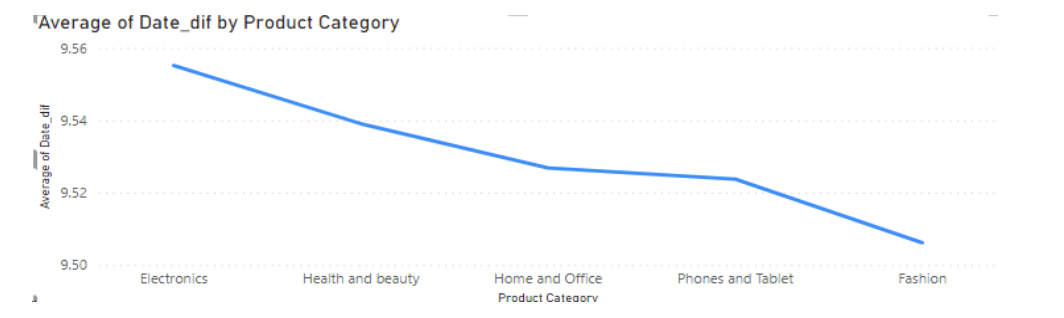 Average of Date_dif by Product Category
9.56
9.54
9.52
9.50
Average of Date_dif
Electronics
Health and beauty
Home and Office
Phones and Tablet
Fashion
Product Category